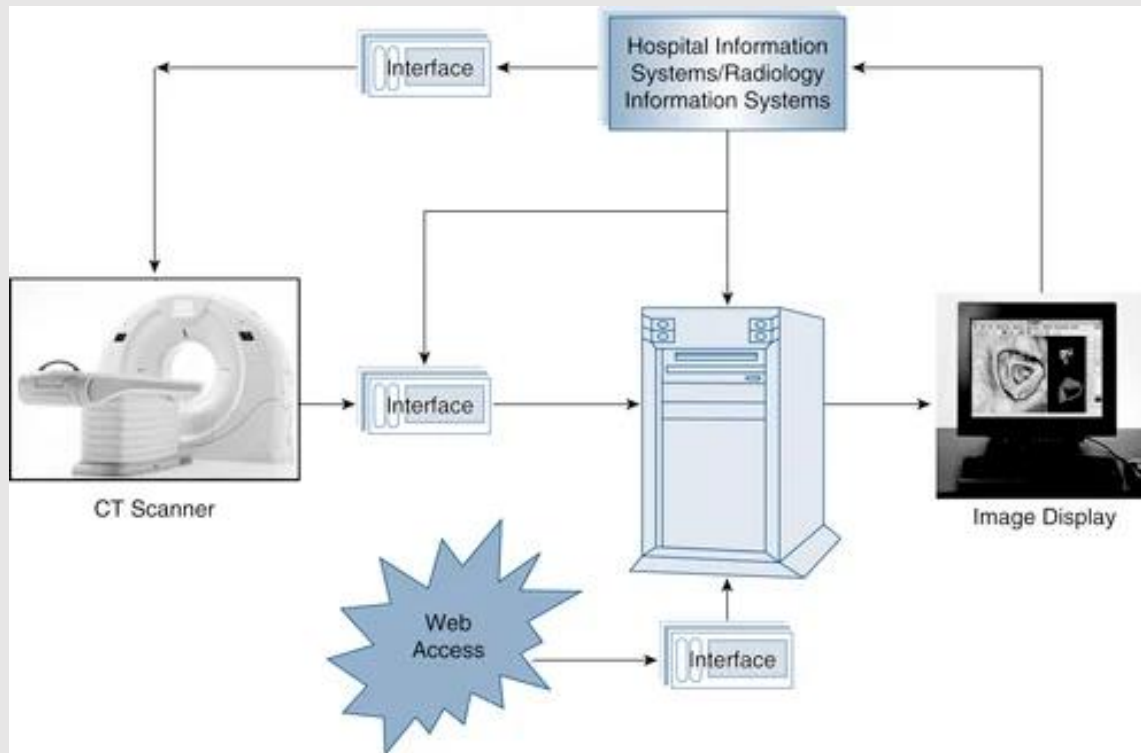 Interface
Hospital Information
Systems/Radiology
Information Systems
Interface
CT Scanner
Image Display
Web
Access
Interface